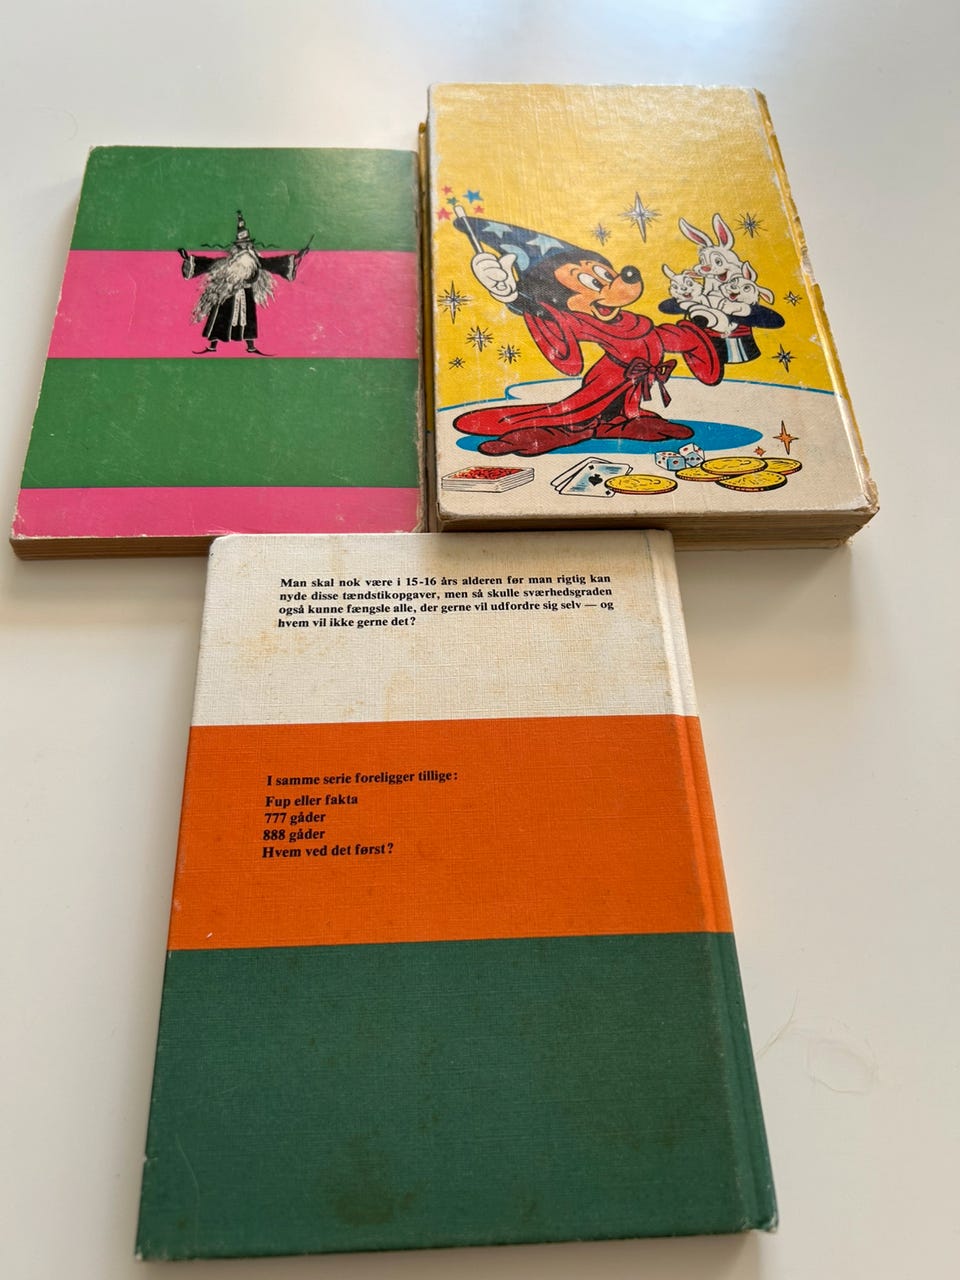 Man skal nok være i 15-16 års alderen før man rigtig kan
nyde disse tændstikopgaver, men så skulle sværhedsgraden
også kunne fængsle alle, der gerne vil udfordre sig selv — og
hvem vil ikke gerne det?
I samme serie foreligger tillige:
Fup eller fakta
777 gåder
888 gåder
Hvem ved det først?